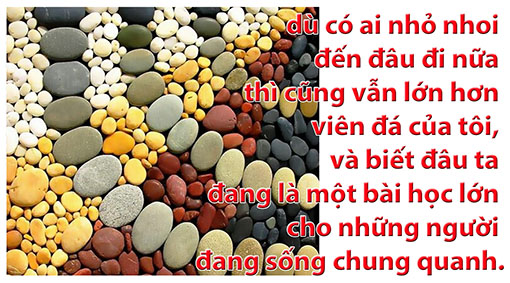 dù có ai nhỏ nhoi
đến đâu đi nữa
thì cũng vẫn lớn hơn
viên đá của tôi,
và biết đâu ta
đang là một bài học lớn
cho những người
đang sống chung quanh.